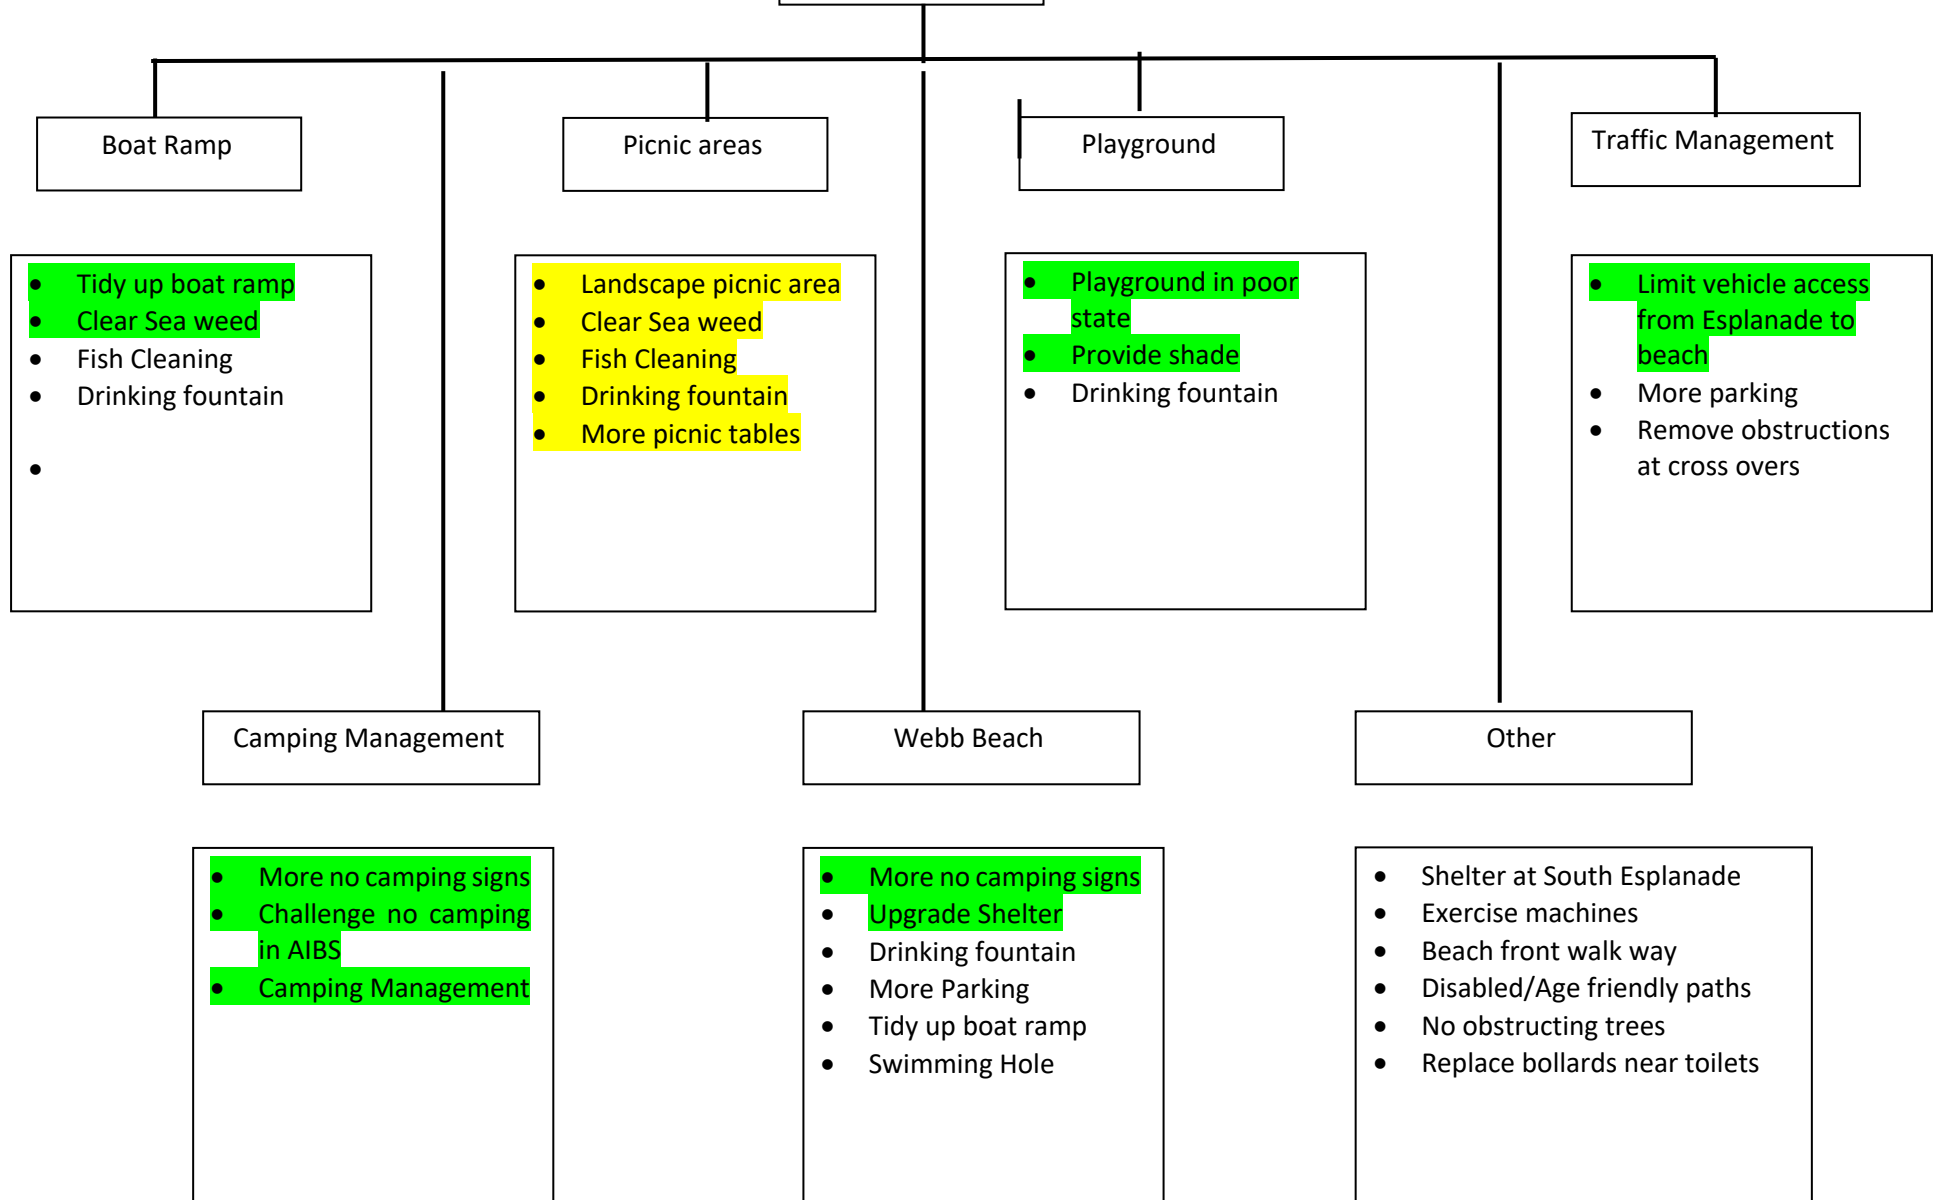 Boat Ramp
Picnic areas
Playground
Traffic Management
• Tidy up boat ramp
• Clear Sea weed
• Fish Cleaning
• Drinking fountain
•
• Landscape picnic area
• Clear Sea weed
• Fish Cleaning
• Drinking fountain
• More picnic tables
• Playground in poor
state
• Provide shade
• Drinking fountain
• Limit vehicle access
from Esplanade to
beach
• More parking
• Remove obstructions
at cross overs
Camping Management
Webb Beach
Other
• More no camping signs
• Challenge no camping
in AIBS
• Camping Management
• More no camping signs
• Upgrade Shelter
• Drinking fountain
• More Parking
• Tidy up boat ramp
• Swimming Hole
• Shelter at South Esplanade
• Exercise machines
• Beach front walk way
• Disabled/Age friendly paths
• No obstructing trees
• Replace bollards near toilets